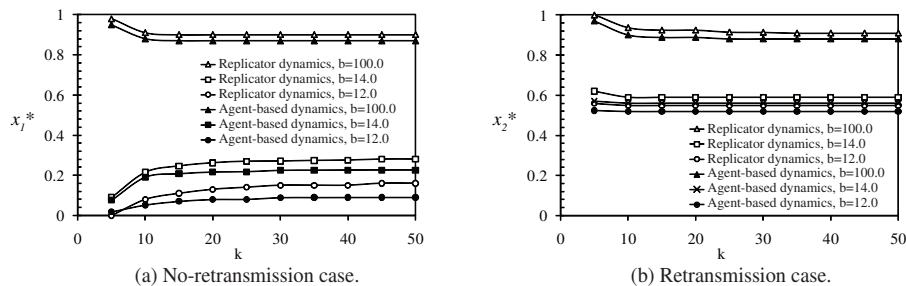 1
0.8
0.6
0.4
0.2
0
x1*
Replicator dynamics, b=100.0
Replicator dynamics, b=14.0
Replicator dynamics, b=12.0
Agent-based dynamics, b=100.0
Agent-based dynamics, b=14.0
Agent-based dynamics, b=12.0
0 10 20 30 40 50
k
(a) No-retransmission case.
1
0.8
0.6
0.4
0.2
0
x2*
Replicator dynamics, b=100.0
Replicator dynamics, b=14.0
Replicator dynamics, b=12.0
Agent-based dynamics, b=100.0
Agent-based dynamics, b=14.0
Agent-based dynamics, b=12.0
0 10 20 30 40 50
k
(b) Retransmission case.